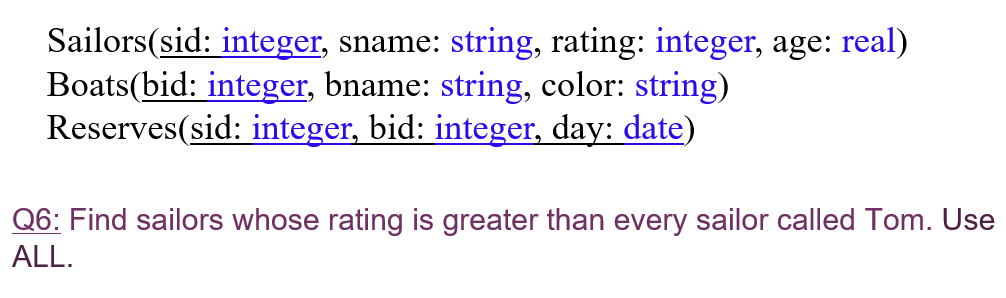 Sailors(sid: integer, sname: string, rating: integer, age: real)
Boats(bid: integer, bname: string, color: string)
Reserves(sid: integer, bid: integer, day: date)
Q6: Find sailors whose rating is greater than every sailor called Tom. Use
ALL.